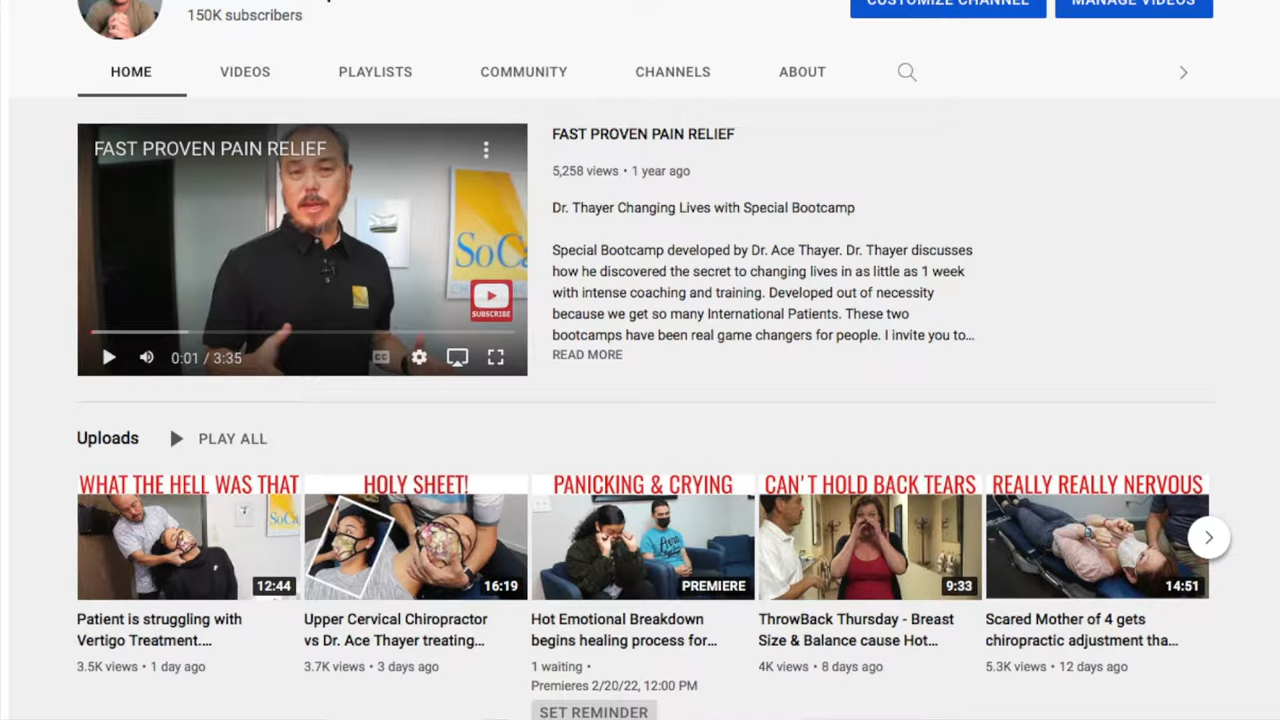 150K subscribers
CUSTOMIZE CHANNEL
MANAGE VIDEOS
HOME
VIDEOS
PLAYLISTS
COMMUNITY
CHANNELS
ABOUT
FAST PROVEN PAIN RELIEF
SoCa
SUBSCRIBE
0:01 / 3:35
CC
FAST PROVEN PAIN RELIEF
5,258 views • 1 year ago
Dr. Thayer Changing Lives with Special Bootcamp
Special Bootcamp developed by Dr. Ace Thayer. Dr. Thayer discusses
how he discovered the secret to changing lives in as little as 1 week
with intense coaching and training. Developed out of necessity
because we get so many International Patients. These two
bootcamps have been real game changers for people. I invite you to...
READ MORE
Uploads
PLAY ALL
WHAT THE HELL WAS THAT
SoCa
12:44
Patient is struggling with
Vertigo Treatment....
3.5K views • 1 day ago
HOLY SHEET!
16:19
Upper Cervical Chiropractor
vs Dr. Ace Thayer treating...
3.7K views • 3 days ago
PANICKING & CRYING
PREMIERE
Hot Emotional Breakdown
begins healing process for...
1 waiting •
Premieres 2/20/22, 12:00 PM
SET REMINDER
CAN'T HOLD BACK TEARS
9:33
ThrowBack Thursday - Breast
Size & Balance cause Hot...
4K views • 8 days ago
REALLY REALLY NERVOUS
14:51
Scared Mother of 4 gets
chiropractic adjustment tha...
5.3K views • 12 days ago